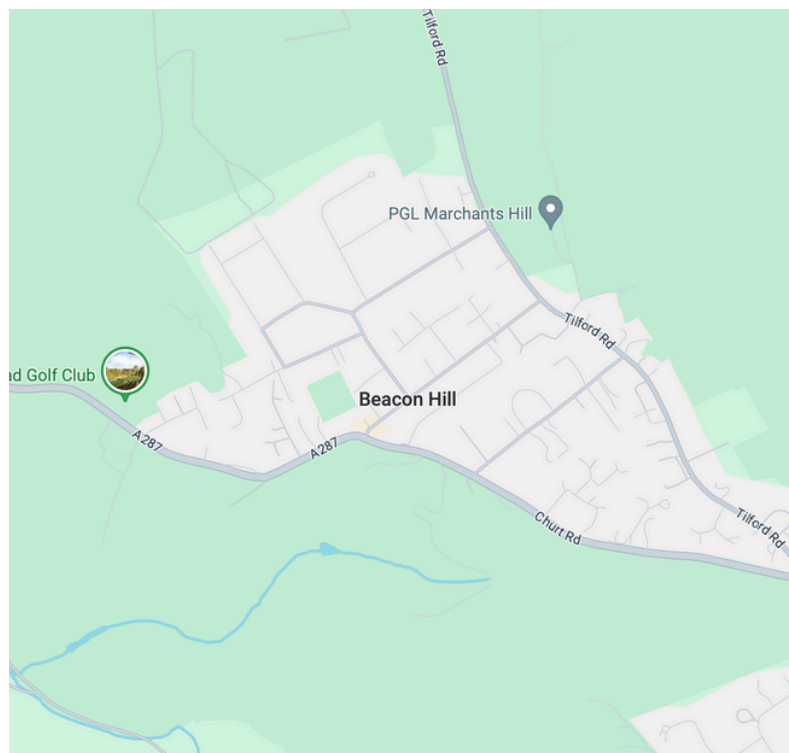 Tilford Rd
PGL Marchants Hill
Tilford Rd
ad Golf Club
Beacon Hill
A287
A287
Churt Rd
Tilford Rd